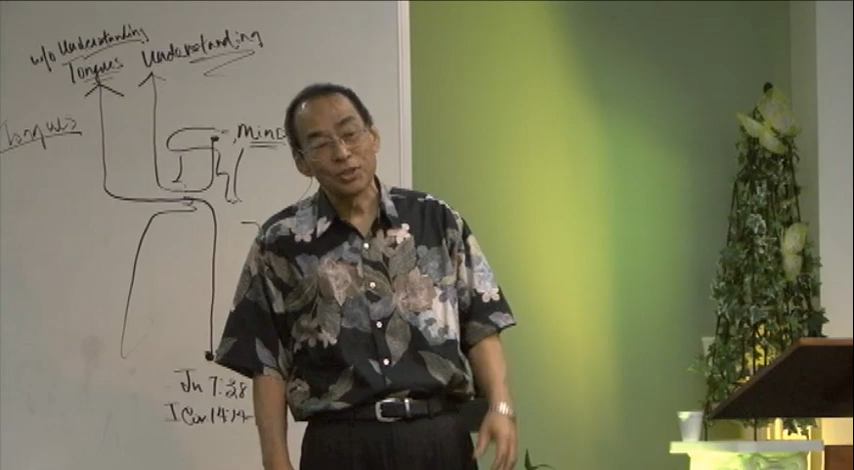 w/o Understanding
Tongues
Understanding
Tongues
Mind
Jn 7:38
I Cor 14:14